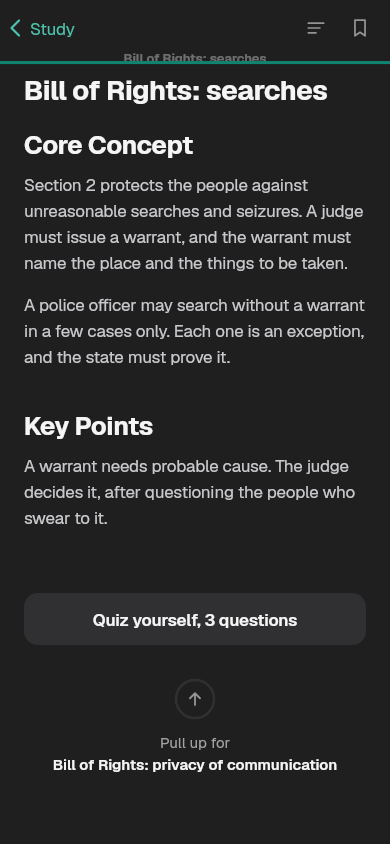 Study
Bill of Rights: searches
Bill of Rights: searches
Core Concept
Section 2 protects the people against
unreasonable searches and seizures. A judge
must issue a warrant, and the warrant must
name the place and the things to be taken.
A police officer may search without a warrant
in a few cases only. Each one is an exception,
and the state must prove it.
Key Points
A warrant needs probable cause. The judge
decides it, after questioning the people who
swear to it.
Quiz yourself, 3 questions
Pull up for
Bill of Rights: privacy of communication